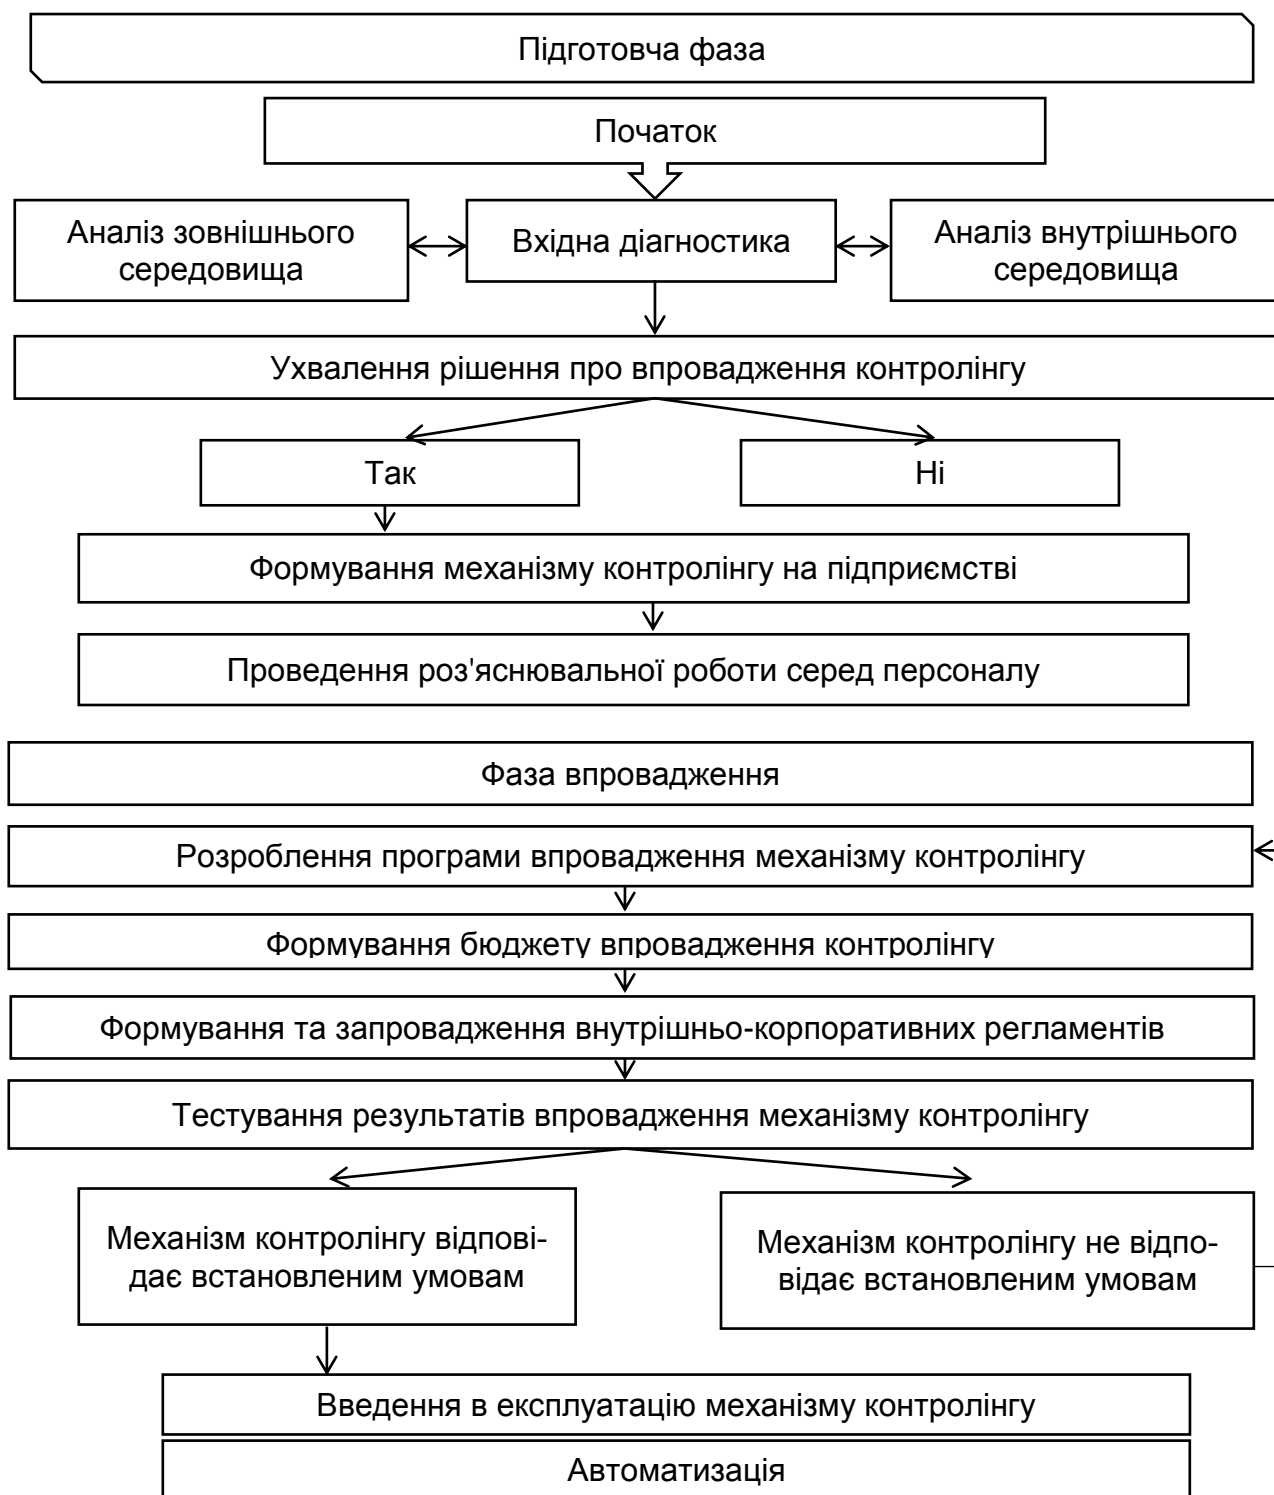 Підготовча фаза
Початок
Аналіз зовнішнього
середовища
Вхідна діагностика
Аналіз внутрішнього
середовища
Ухвалення рішення про впровадження контролінгу
Так
Ні
Формування механізму контролінгу на підприємстві
Проведення роз'яснювальної роботи серед персоналу
Фаза впровадження
Розроблення програми впровадження механізму контролінгу
Формування бюджету впровадження контролінгу
Формування та запровадження внутрішньо-корпоративних регламентів
Тестування результатів впровадження механізму контролінгу
Механізм контролінгу відпові-
дає встановленим умовам
Механізм контролінгу не відпо-
відає встановленим умовам
Введення в експлуатацію механізму контролінгу
Автоматизація